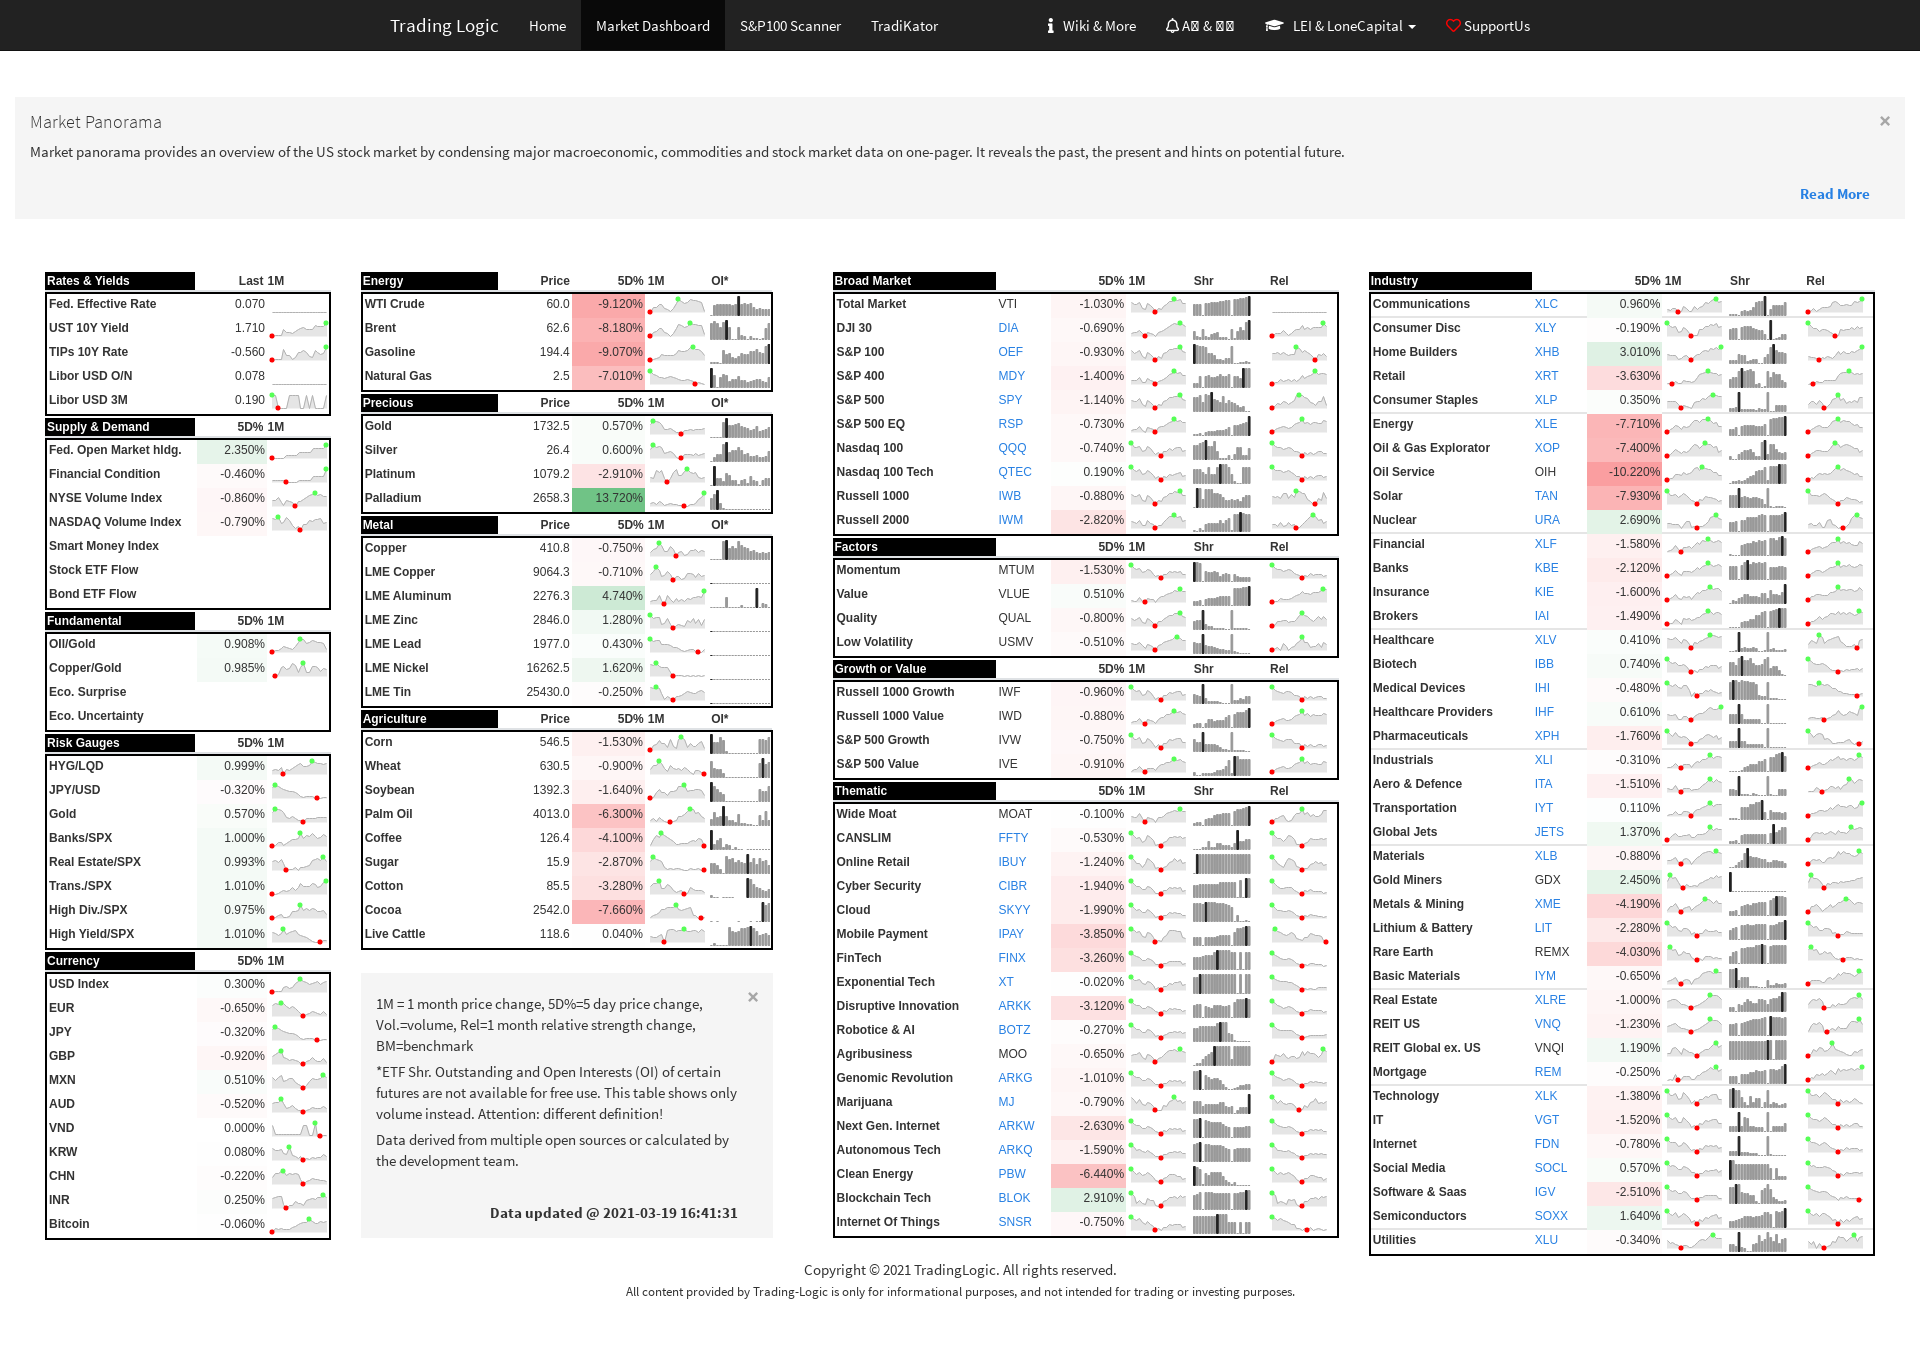 Trading Logic Home Market Dashboard S&P100 Scanner TradiKator Wiki & More LEI & LoneCapital SupportUs
Market Panorama
×
Market panorama provides an overview of the US stock market by condensing major macroeconomic, commodities and stock market data on one-pager. It reveals the past, the present and hints on potential future.
Read More
Rates & Yields Last 1M
Fed. Effective Rate 0.070
UST 10Y Yield 1.710
TIPs 10Y Rate -0.560
Libor USD O/N 0.078
Libor USD 3M 0.190
Supply & Demand 5D% 1M
Fed. Open Market hldg. 2.350%
Financial Condition -0.460%
NYSE Volume Index -0.860%
NASDAQ Volume Index -0.790%
Smart Money Index
Stock ETF Flow
Bond ETF Flow
Fundamental 5D% 1M
OIl/Gold 0.908%
Copper/Gold 0.985%
Eco. Surprise
Eco. Uncertainty
Risk Gauges 5D% 1M
HYG/LQD 0.999%
JPY/USD -0.320%
Gold 0.570%
Banks/SPX 1.000%
Real Estate/SPX 0.993%
Trans./SPX 1.010%
High Div./SPX 0.975%
High Yield/SPX 1.010%
Currency 5D% 1M
USD Index 0.300%
EUR -0.650%
JPY -0.320%
GBP -0.920%
MXN 0.510%
AUD -0.520%
VND 0.000%
KRW 0.080%
CHN -0.220%
INR 0.250%
Bitcoin -0.060%
Energy Price 5D% 1M OI*
WTI Crude 60.0 -9.120%
Brent 62.6 -8.180%
Gasoline 194.4 -9.070%
Natural Gas 2.5 -7.010%
Precious Price 5D% 1M OI*
Gold 1732.5 0.570%
Silver 26.4 0.600%
Platinum 1079.2 -2.910%
Palladium 2658.3 13.720%
Metal Price 5D% 1M OI*
Copper 410.8 -0.750%
LME Copper 9064.3 -0.710%
LME Aluminum 2276.3 4.740%
LME Zinc 2846.0 1.280%
LME Lead 1977.0 0.430%
LME Nickel 16262.5 1.620%
LME Tin 25430.0 -0.250%
Agriculture Price 5D% 1M OI*
Corn 546.5 -1.530%
Wheat 630.5 -0.900%
Soybean 1392.3 -1.640%
Palm Oil 4013.0 -6.300%
Coffee 126.4 -4.100%
Sugar 15.9 -2.870%
Cotton 85.5 -3.280%
Cocoa 2542.0 -7.660%
Live Cattle 118.6 0.040%
×
1M = 1 month price change, 5D%=5 day price change,
Vol.=volume, Rel=1 month relative strength change,
BM=benchmark
*ETF Shr. Outstanding and Open Interests (OI) of certain
futures are not available for free use. This table shows only
volume instead. Attention: different definition!
Data derived from multiple open sources or calculated by
the development team.
Data updated @ 2021-03-19 16:41:31
Broad Market 5D% 1M Shr Rel
Total Market VTI -1.030%
DJI 30 DIA -0.690%
S&P 100 OEF -0.930%
S&P 400 MDY -1.400%
S&P 500 SPY -1.140%
S&P 500 EQ RSP -0.730%
Nasdaq 100 QQQ -0.740%
Nasdaq 100 Tech QTEC 0.190%
Russell 1000 IWB -0.880%
Russell 2000 IWM -2.820%
Factors 5D% 1M Shr Rel
Momentum MTUM -1.530%
Value VLUE 0.510%
Quality QUAL -0.800%
Low Volatility USMV -0.510%
Growth or Value 5D% 1M Shr Rel
Russell 1000 Growth IWF -0.960%
Russell 1000 Value IWD -0.880%
S&P 500 Growth IVW -0.750%
S&P 500 Value IVE -0.910%
Thematic 5D% 1M Shr Rel
Wide Moat MOAT -0.100%
CANSLIM FFTY -0.530%
Online Retail IBUY -1.240%
Cyber Security CIBR -1.940%
Cloud SKYY -1.990%
Mobile Payment IPAY -3.850%
FinTech FINX -3.260%
Exponential Tech XT -0.020%
Disruptive Innovation ARKK -3.120%
Robotice & AI BOTZ -0.270%
Agribusiness MOO -0.650%
Genomic Revolution ARKG -1.010%
Marijuana MJ -0.790%
Next Gen. Internet ARKW -2.630%
Autonomous Tech ARKQ -1.590%
Clean Energy PBW -6.440%
Blockchain Tech BLOK 2.910%
Internet Of Things SNSR -0.750%
Industry 5D% 1M Shr Rel
Communications XLC 0.960%
Consumer Disc XLY -0.190%
Home Builders XHB 3.010%
Retail XRT -3.630%
Consumer Staples XLP 0.350%
Energy XLE -7.710%
Oil & Gas Explorator XOP -7.400%
Oil Service OIH -10.220%
Solar TAN -7.930%
Nuclear URA 2.690%
Financial XLF -1.580%
Banks KBE -2.120%
Insurance KIE -1.600%
Brokers IAI -1.490%
Healthcare XLV 0.410%
Biotech IBB 0.740%
Medical Devices IHI -0.480%
Healthcare Providers IHF 0.610%
Pharmaceuticals XPH -1.760%
Industrials XLI -0.310%
Aero & Defence ITA -1.510%
Transportation IYT 0.110%
Global Jets JETS 1.370%
Materials XLB -0.880%
Gold Miners GDX 2.450%
Metals & Mining XME -4.190%
Lithium & Battery LIT -2.280%
Rare Earth REMX -4.030%
Basic Materials IYM -0.650%
Real Estate XLRE -1.000%
REIT US VNQ -1.230%
REIT Global ex. US VNQI 1.190%
Mortgage REM -0.250%
Technology XLK -1.380%
IT VGT -1.520%
Internet FDN -0.780%
Social Media SOCL 0.570%
Software & Saas IGV -2.510%
Semiconductors SOXX 1.640%
Utilities XLU -0.340%
Copyright © 2021 TradingLogic. All rights reserved.
All content provided by Trading-Logic is only for informational purposes, and not intended for trading or investing purposes.